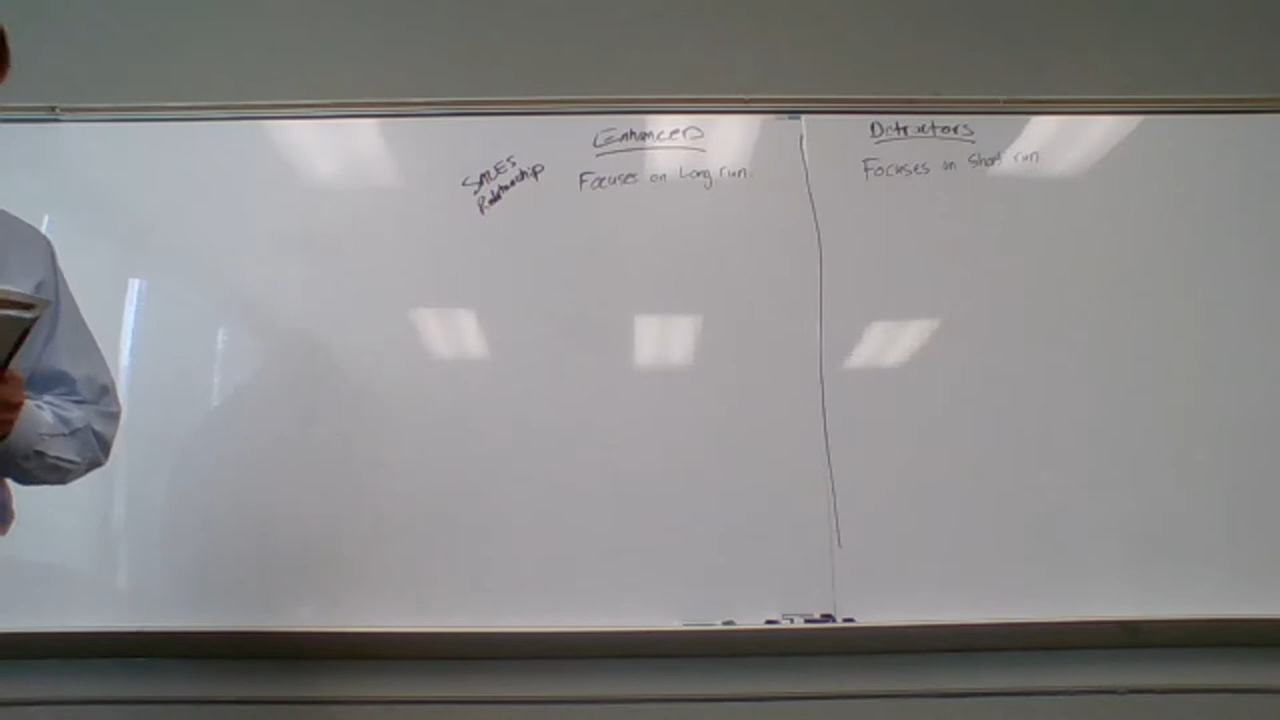 Enhancers
Detractors
SALES
Relationship
Focuses on Long run.
Focuses on Short run